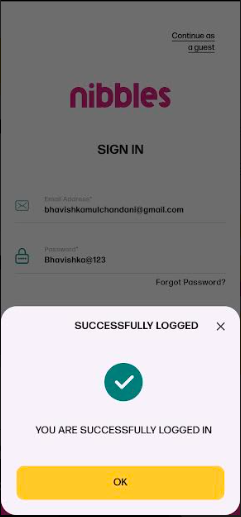 Continue as
a guest
nibbles
SIGN IN
Email Address*
bhavishkamulchandani@gmail.com
Password*
Bhavishka@123
Forgot Password?
SUCCESSFULLY LOGGED
YOU ARE SUCCESSFULLY LOGGED IN
OK